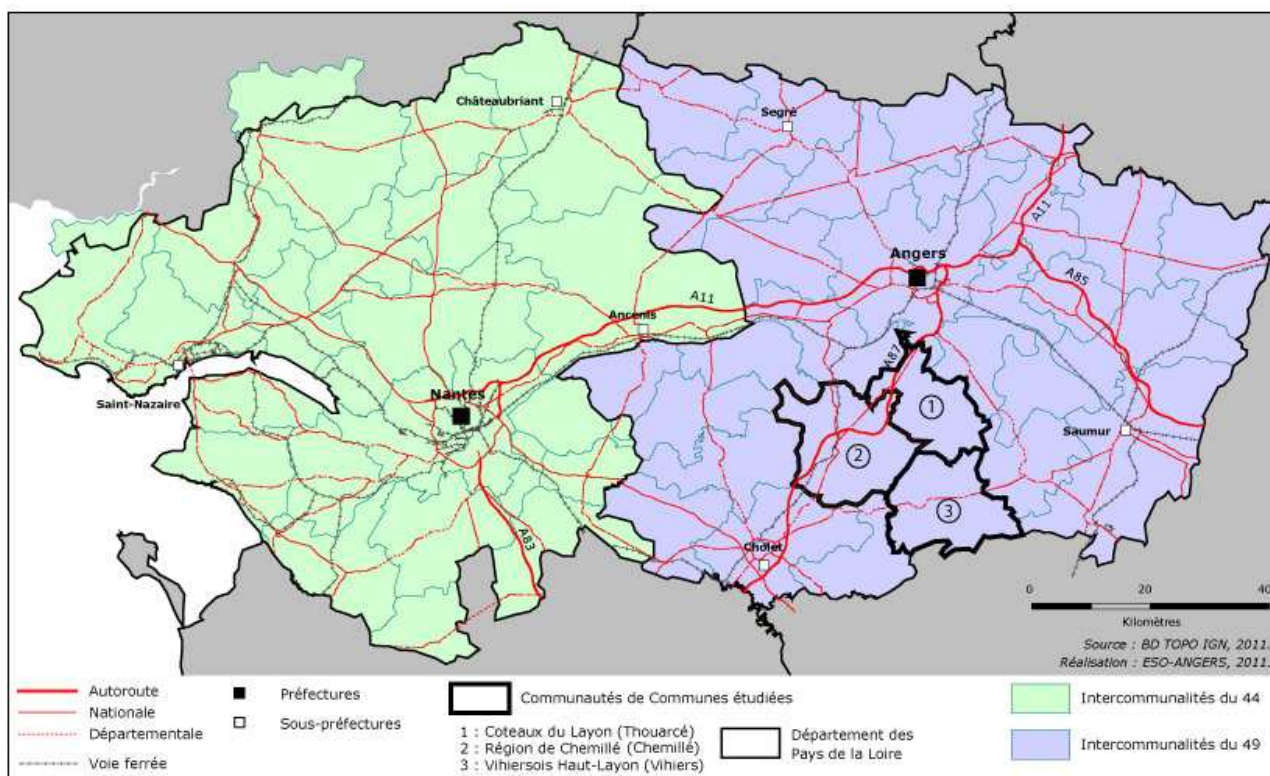 Châteaubriant
Segré
A11
Angers
A85
A11
Ancenis
A87
Nantes
Saint-Nazaire
1
Saumur
2
3
A83
Cholet
0 20 40
Kilomètres
Source : BD TOPO IGN, 2011.
Réalisation : ESO-ANGERS, 2011.
Autoroute
Nationale
Départementale
Voie ferrée
Préfectures
Sous-préfectures
Communautés de Communes étudiées
1 : Coteaux du Layon (Thouarcé)
2 : Région de Chemillé (Chemillé)
3 : Vihiersois Haut-Layon (Vihiers)
Département des
Pays de la Loire
Intercommunalités du 44
Intercommunalités du 49